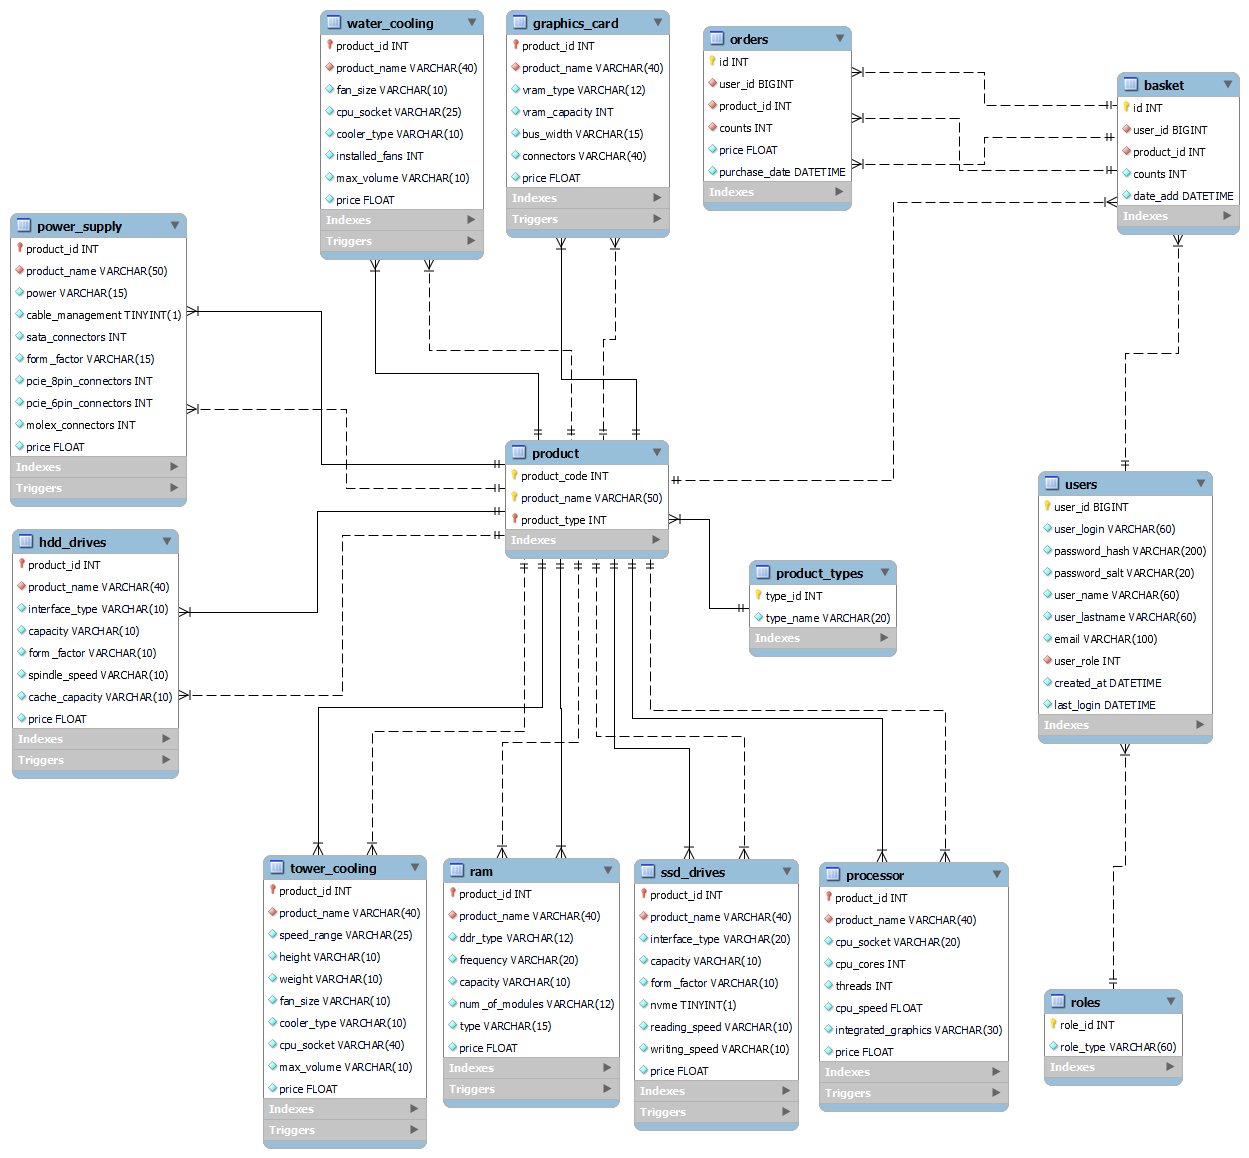 water_cooling
product_id INT
product_name VARCHAR(40)
fan_size VARCHAR(10)
cpu_socket VARCHAR(25)
cooler_type VARCHAR(10)
installed_fans INT
max_volume VARCHAR(10)
price FLOAT
Indexes
Triggers
graphics_card
product_id INT
product_name VARCHAR(40)
vram_type VARCHAR(12)
vram_capacity INT
bus_width VARCHAR(15)
connectors VARCHAR(40)
price FLOAT
Indexes
Triggers
orders
id INT
user_id BIGINT
product_id INT
counts INT
price FLOAT
purchase_date DATETIME
Indexes
basket
id INT
user_id BIGINT
product_id INT
counts INT
date_add DATETIME
Indexes
power_supply
product_id INT
product_name VARCHAR(50)
power VARCHAR(15)
cable_management TINYINT(1)
sata_connectors INT
form_factor VARCHAR(15)
pcie_8pin_connectors INT
pcie_6pin_connectors INT
molex_connectors INT
price FLOAT
Indexes
Triggers
product
product_code INT
product_name VARCHAR(50)
product_type INT
Indexes
users
user_id BIGINT
user_login VARCHAR(60)
password_hash VARCHAR(200)
password_salt VARCHAR(20)
user_name VARCHAR(60)
user_lastname VARCHAR(60)
email VARCHAR(100)
user_role INT
created_at DATETIME
last_login DATETIME
Indexes
hdd_drives
product_id INT
product_name VARCHAR(40)
interface_type VARCHAR(10)
capacity VARCHAR(10)
form_factor VARCHAR(10)
spindle_speed VARCHAR(10)
cache_capacity VARCHAR(10)
price FLOAT
Indexes
Triggers
product_types
type_id INT
type_name VARCHAR(20)
Indexes
tower_cooling
product_id INT
product_name VARCHAR(40)
speed_range VARCHAR(25)
height VARCHAR(10)
weight VARCHAR(10)
fan_size VARCHAR(10)
cooler_type VARCHAR(10)
cpu_socket VARCHAR(40)
max_volume VARCHAR(10)
price FLOAT
Indexes
Triggers
ram
product_id INT
product_name VARCHAR(40)
ddr_type VARCHAR(12)
frequency VARCHAR(20)
capacity VARCHAR(10)
num_of_modules VARCHAR(12)
type VARCHAR(15)
price FLOAT
Indexes
Triggers
ssd_drives
product_id INT
product_name VARCHAR(40)
interface_type VARCHAR(20)
capacity VARCHAR(10)
form_factor VARCHAR(10)
nvme TINYINT(1)
reading_speed VARCHAR(10)
writing_speed VARCHAR(10)
price FLOAT
Indexes
Triggers
processor
product_id INT
product_name VARCHAR(40)
cpu_socket VARCHAR(20)
cpu_cores INT
threads INT
cpu_speed FLOAT
integrated_graphics VARCHAR(30)
price FLOAT
Indexes
Triggers
roles
role_id INT
role_type VARCHAR(60)
Indexes